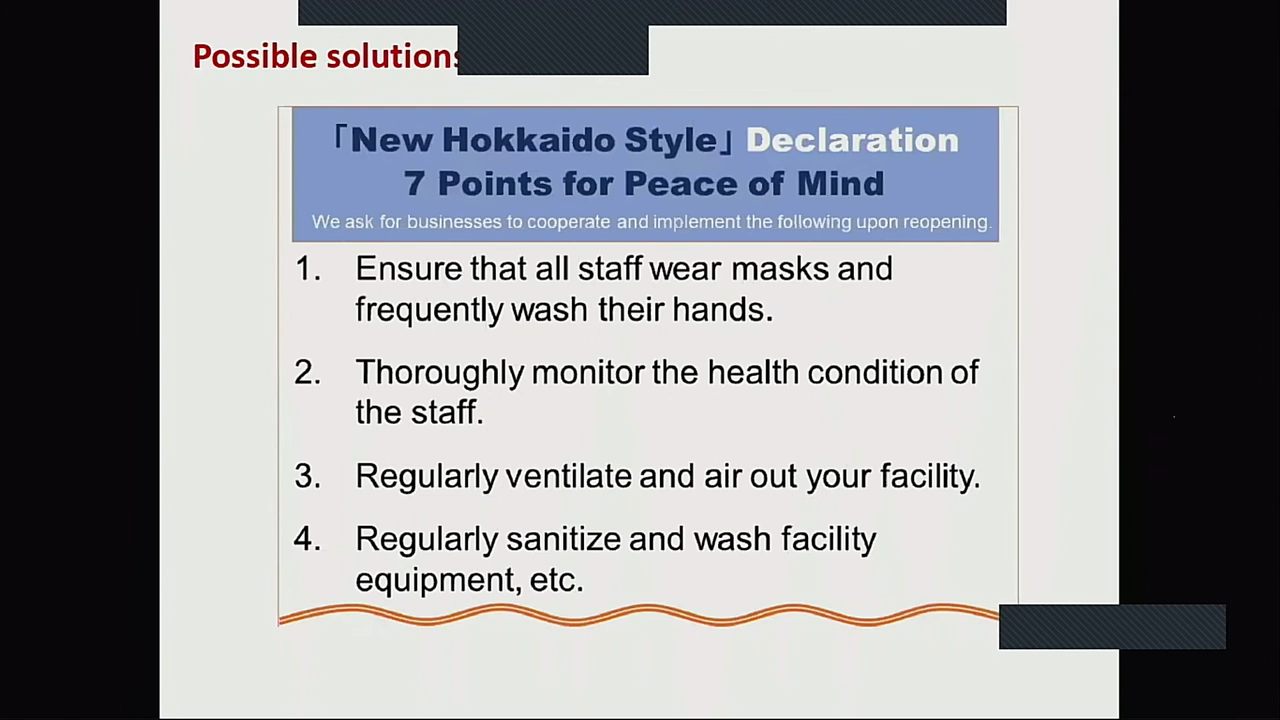 Possible solutions
「New Hokkaido Style」 Declaration
7 Points for Peace of Mind
We ask for businesses to cooperate and implement the following upon reopening.
1. Ensure that all staff wear masks and
frequently wash their hands.
2. Thoroughly monitor the health condition of
the staff.
3. Regularly ventilate and air out your facility.
4. Regularly sanitize and wash facility
equipment, etc.